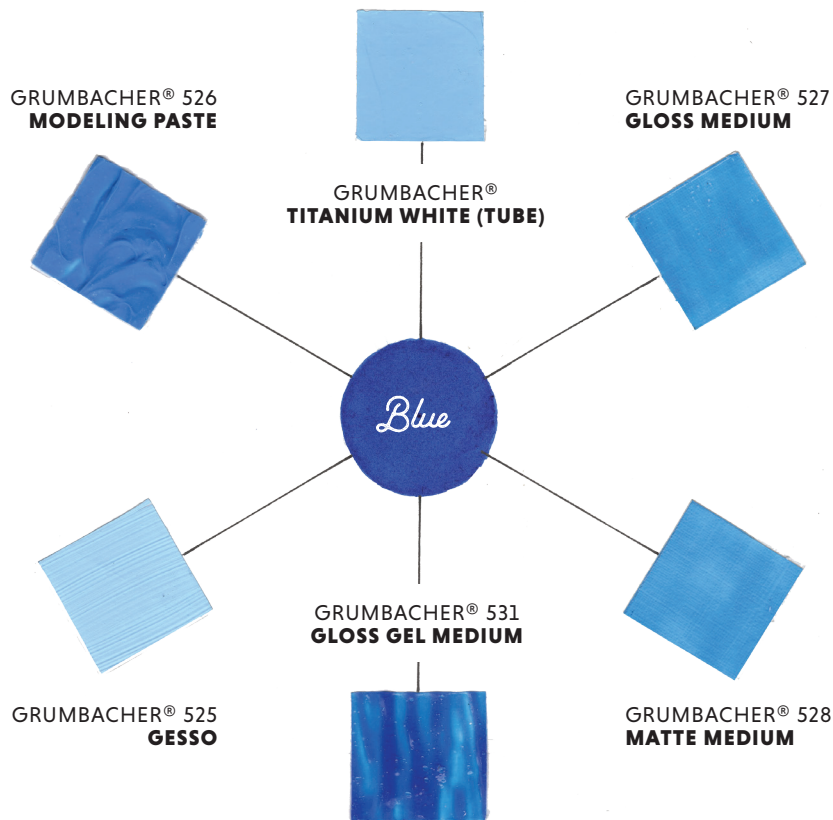 GRUMBACHER® 526
MODELING PASTE
GRUMBACHER® 527
GLOSS MEDIUM
GRUMBACHER®
TITANIUM WHITE (TUBE)
Blue
GRUMBACHER® 531
GLOSS GEL MEDIUM
GRUMBACHER® 525
GESSO
GRUMBACHER® 528
MATTE MEDIUM